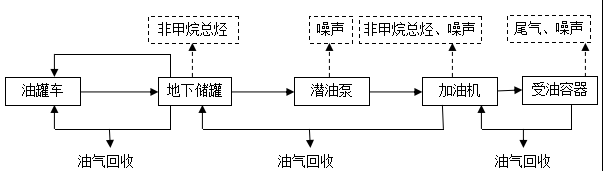 非甲烷总烃
噪声
非甲烷总烃、噪声
尾气、噪声
油罐车
地下储罐
潜油泵
加油机
受油容器
油气回收
油气回收
油气回收